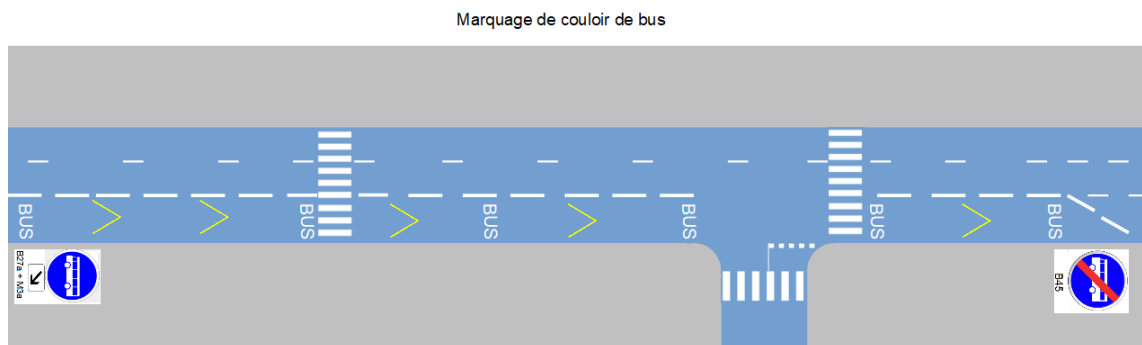 Marquage de couloir de bus
BUS
BUS
BUS
BUS
BUS
BUS
B27a + M3a
B45